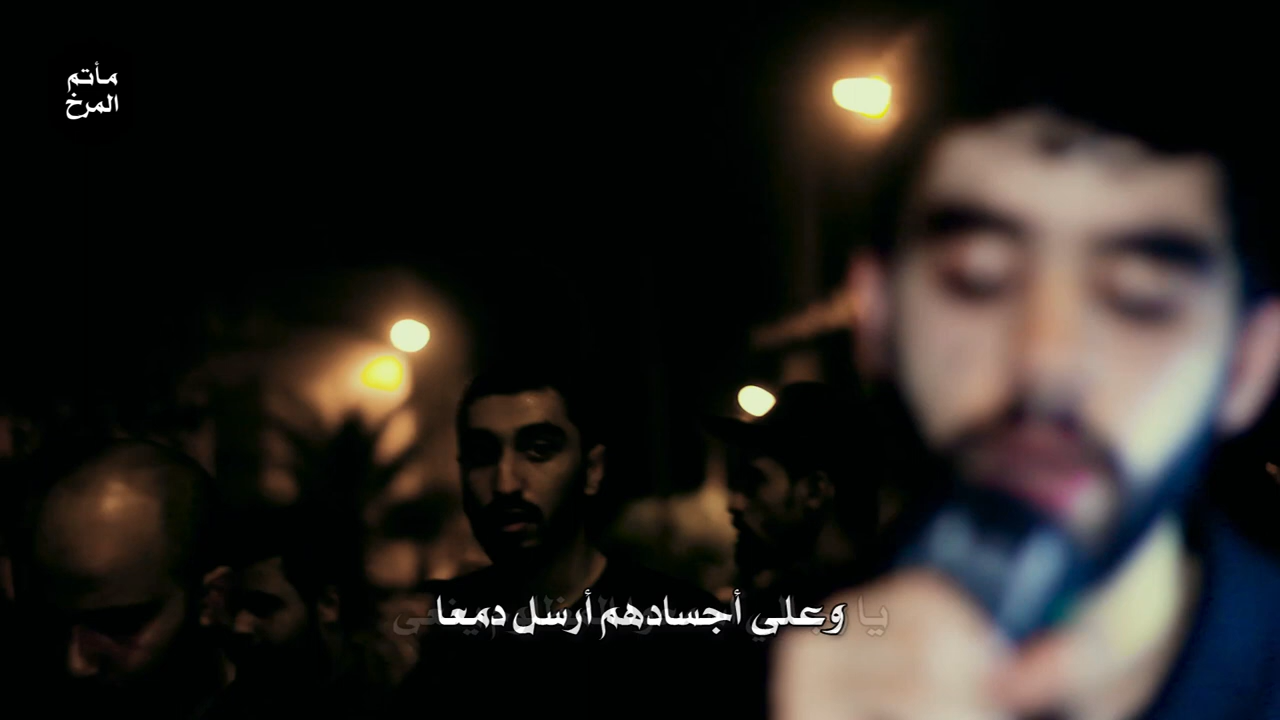 مأتم
المرخ
وعلى أجسادهم أرسل دمعا
يا